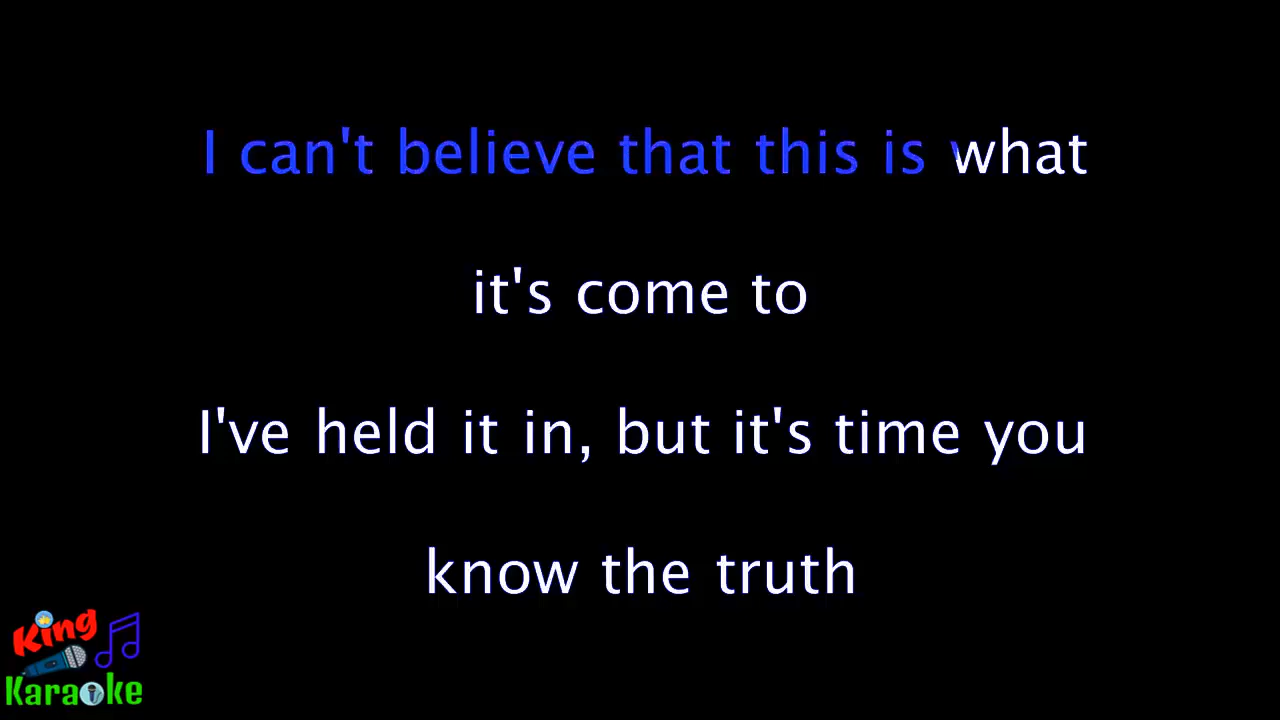 I can't believe that this is what
it's come to
I've held it in, but it's time you
know the truth
King
Karaoke